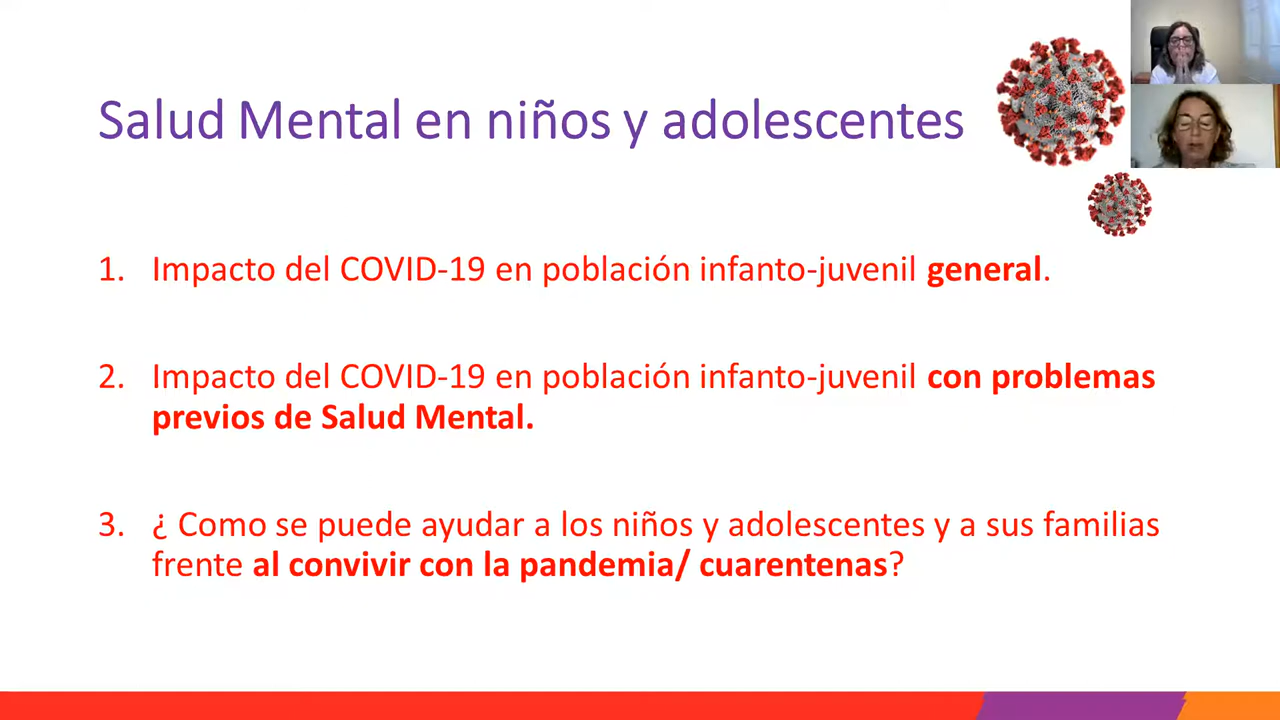 Salud Mental en niños y adolescentes
1. Impacto del COVID-19 en población infanto-juvenil general.
2. Impacto del COVID-19 en población infanto-juvenil con problemas
previos de Salud Mental.
3. ¿ Como se puede ayudar a los niños y adolescentes y a sus familias
frente al convivir con la pandemia/ cuarentenas?